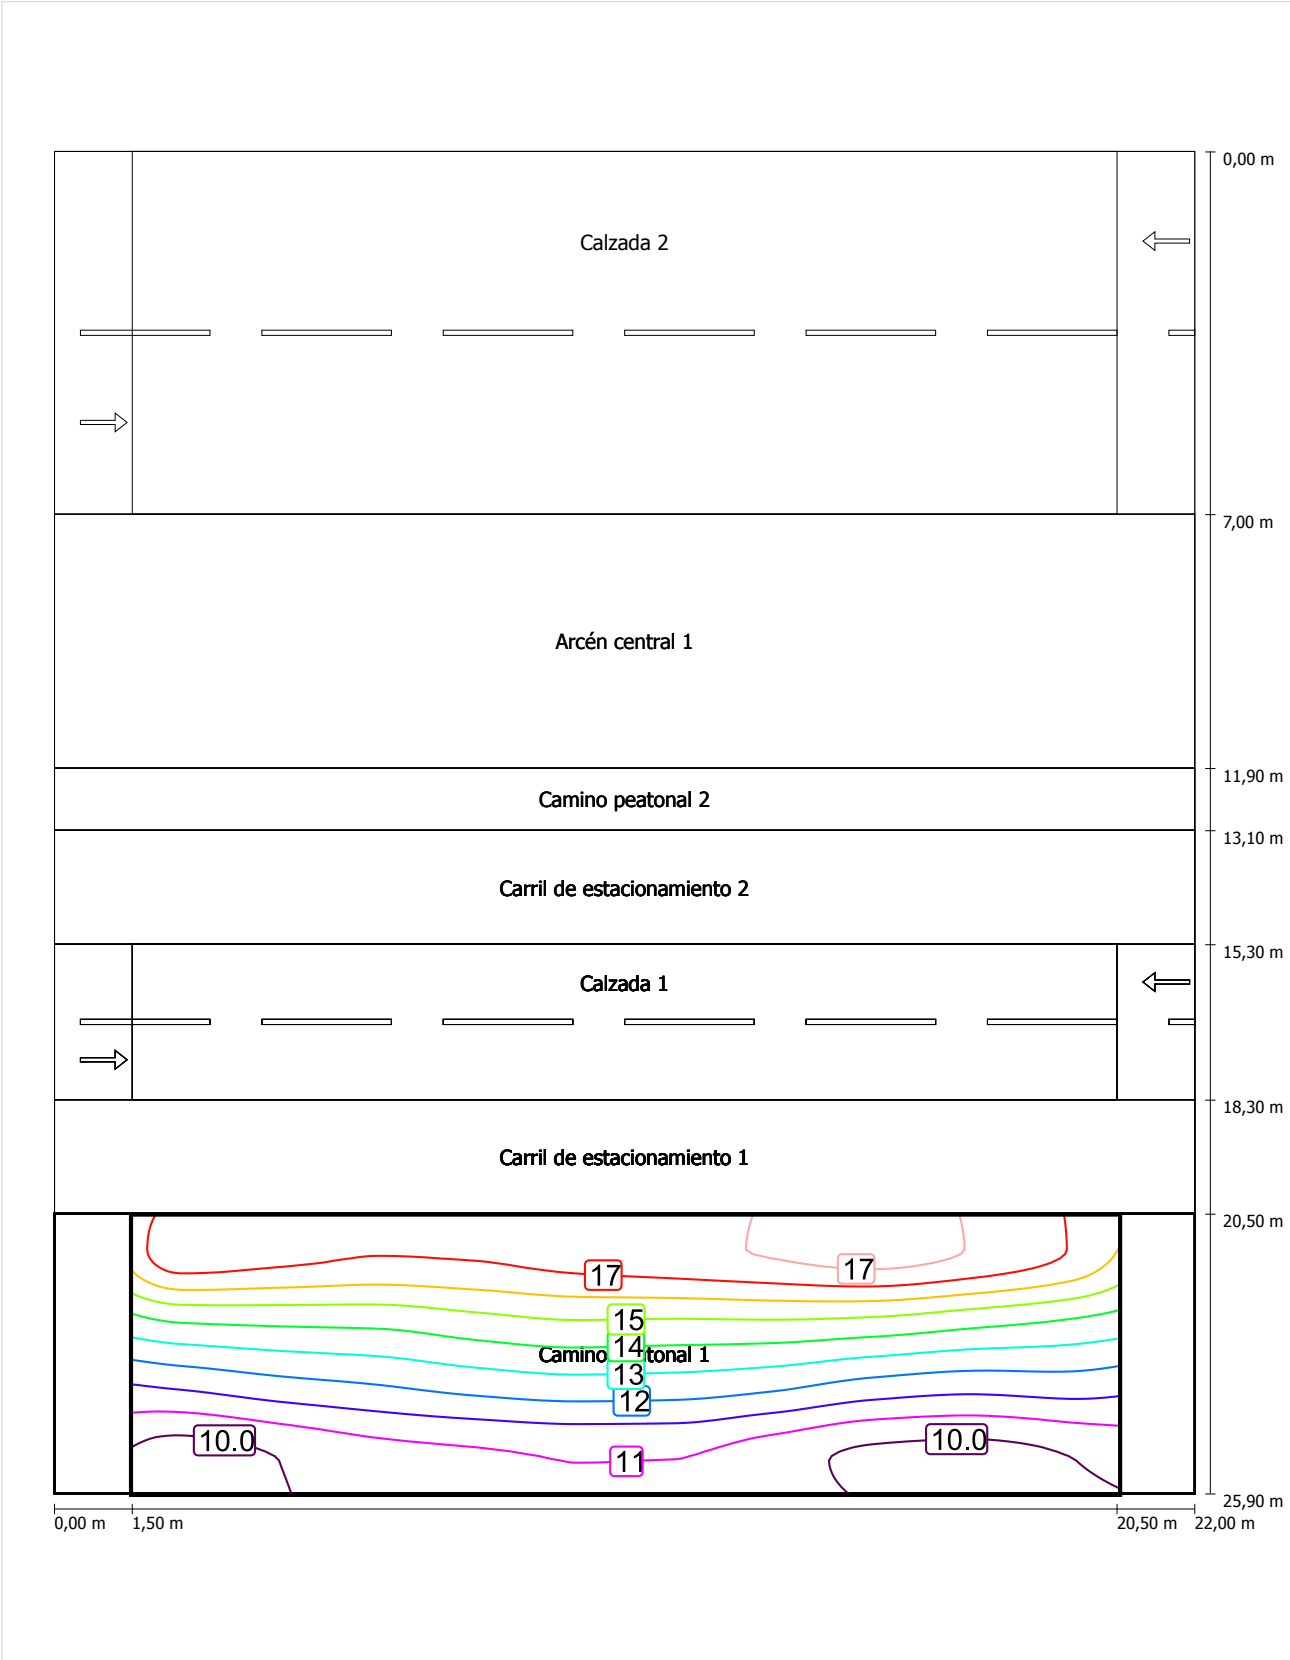 0,00 m
Calzada 2
7,00 m
Arcén central 1
11,90 m
Camino peatonal 2
13,10 m
Carril de estacionamiento 2
15,30 m
Calzada 1
18,30 m
Carril de estacionamiento 1
20,50 m
17
17
15
14
Camino tonal 1
13
12
10.0
10.0
11
25,90 m
0,00 m
1,50 m
20,50 m
22,00 m